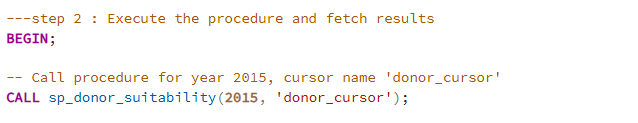 ---step 2 : Execute the procedure and fetch results
BEGIN;
-- Call procedure for year 2015, cursor name 'donor_cursor'
CALL sp_donor_suitability(2015, 'donor_cursor');